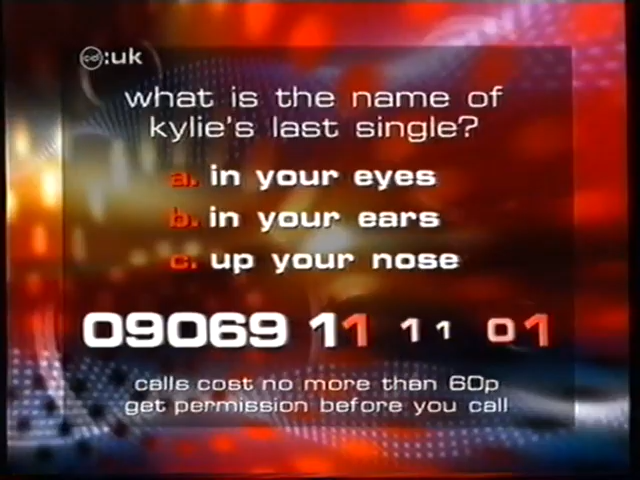 cd:uk
what is the name of
kylie's last single?
a. in your eyes
b. in your ears
c. up your nose
09069 11 11 01
calls cost no more than 60p
get permission before you call